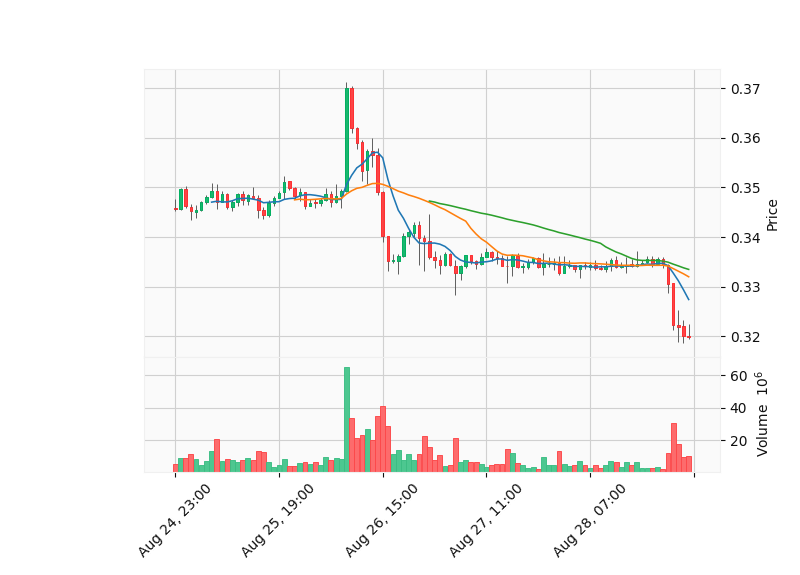 0.37
0.36
0.35
0.34
0.33
0.32
Price
60
40
20
Volume 10^6
Aug 24, 23:00
Aug 25, 19:00
Aug 26, 15:00
Aug 27, 11:00
Aug 28, 07:00